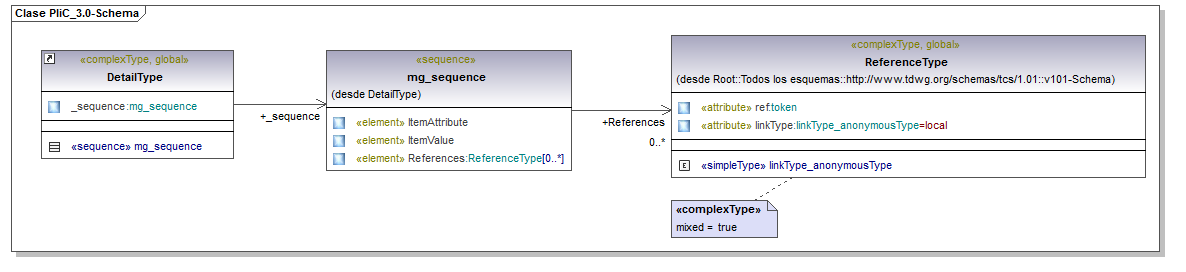 Clase PliC_3.0-Schema
«complexType, global»
DetailType
_sequence:mg_sequence
«sequence» mg_sequence
+_sequence
«sequence»
mg_sequence
(desde DetailType)
«element» ItemAttribute
«element» ItemValue
«element» References:ReferenceType[0..*]
+References
0..*
«complexType, global»
ReferenceType
(desde Root::Todos los esquemas::http://www.tdwg.org/schemas/tcs/1.01::v101-Schema)
«attribute» ref:token
«attribute» linkType:linkType_anonymousType=local
E «simpleType» linkType_anonymousType
«complexType»
mixed = true